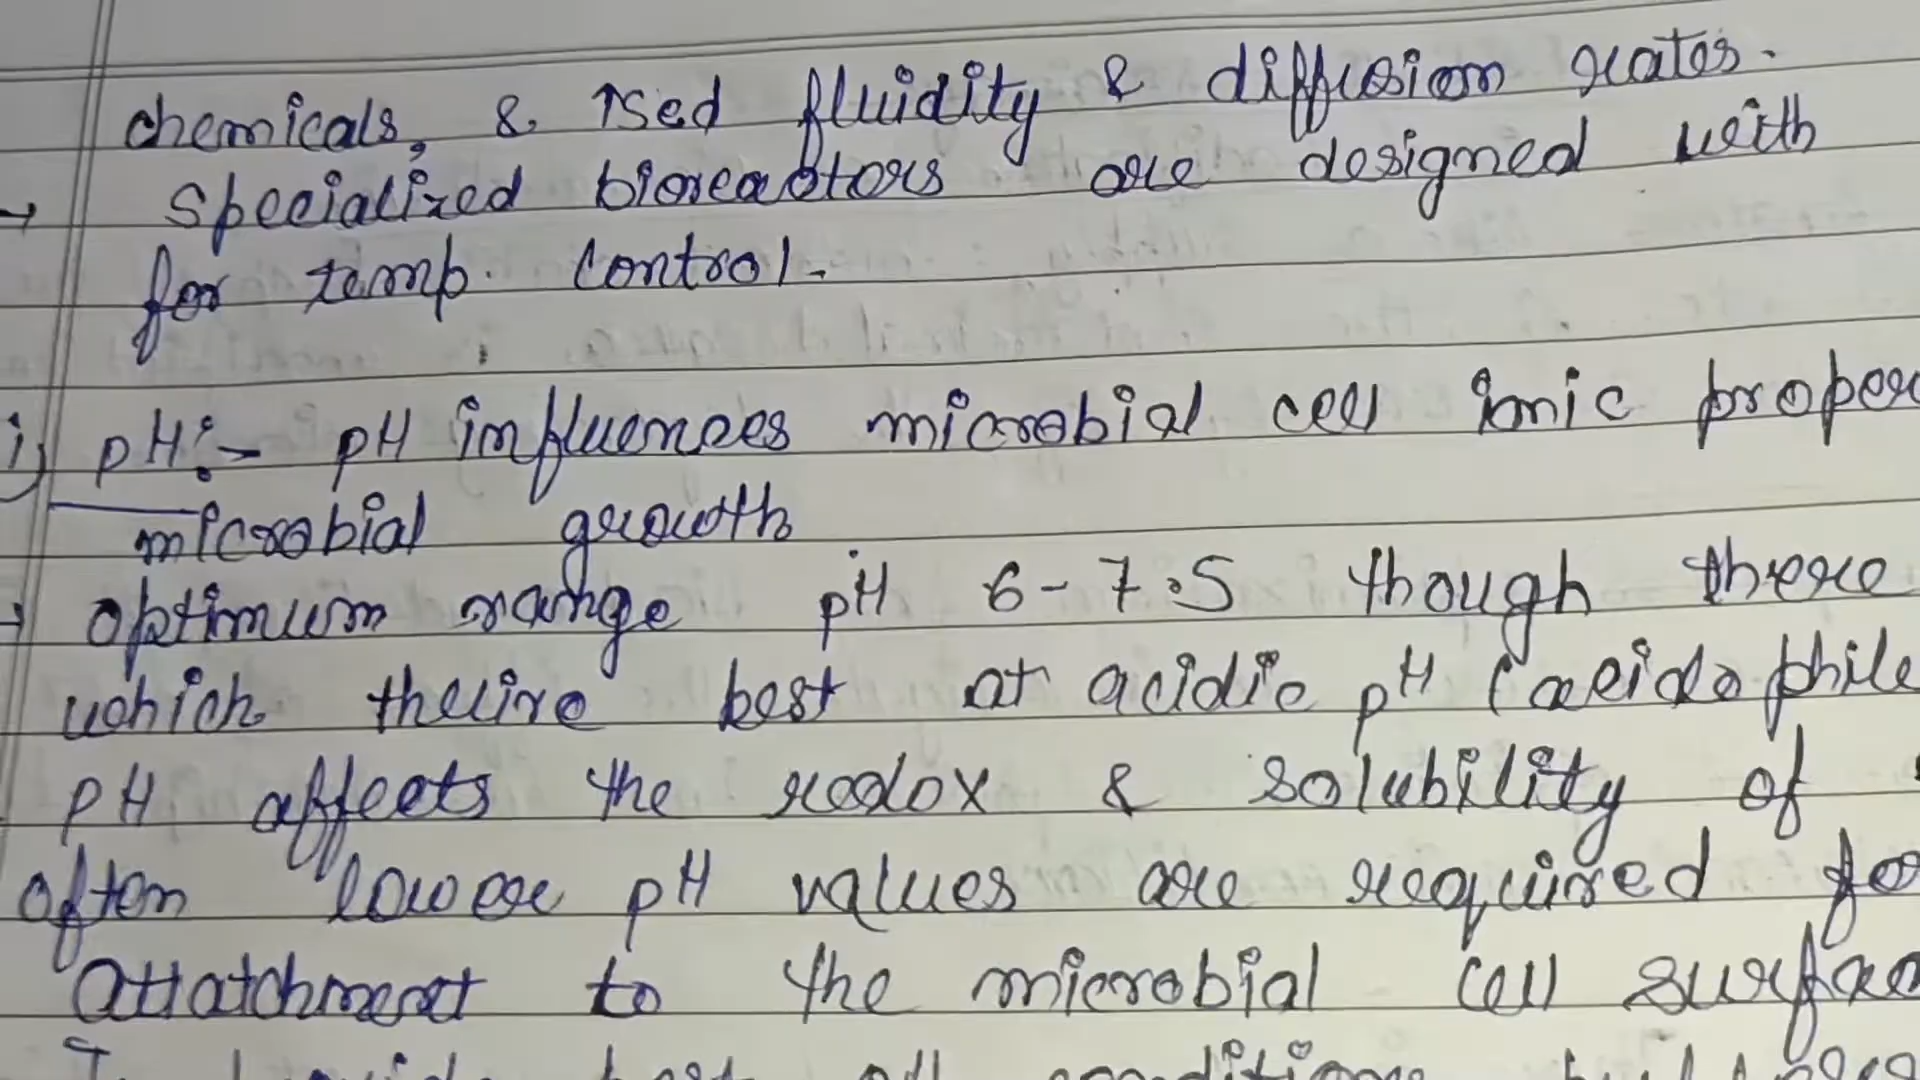 chemicals, & ↑sed fluidity & diffusion rates.
→ specialized bioreactors are designed with
for temp. control.
i) pH:- pH influences microbial cell ionic proper
microbial growth
→ optimum range pH 6-7.5 though there
which thrive best at acidic pH (acidophile
pH affects the redox & solubility of
often lower pH values are required for
attatchment to the microbial cell surfac